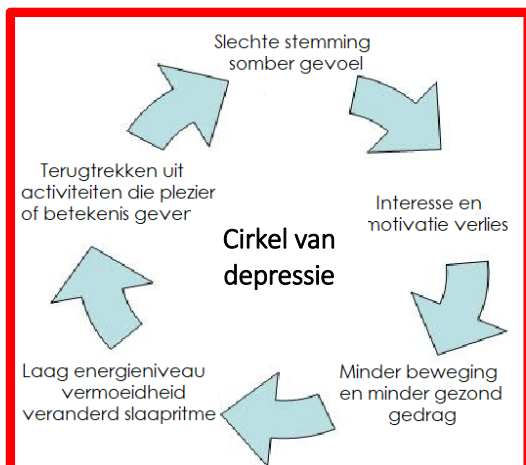 Slechte stemming
somber gevoel
Interesse en
motivatie verlies
Minder beweging
en minder gezond
gedrag
Laag energieniveau
vermoeidheid
veranderd slaapritme
Terugtrekken uit
activiteiten die plezier
of betekenis gever
Cirkel van
depressie